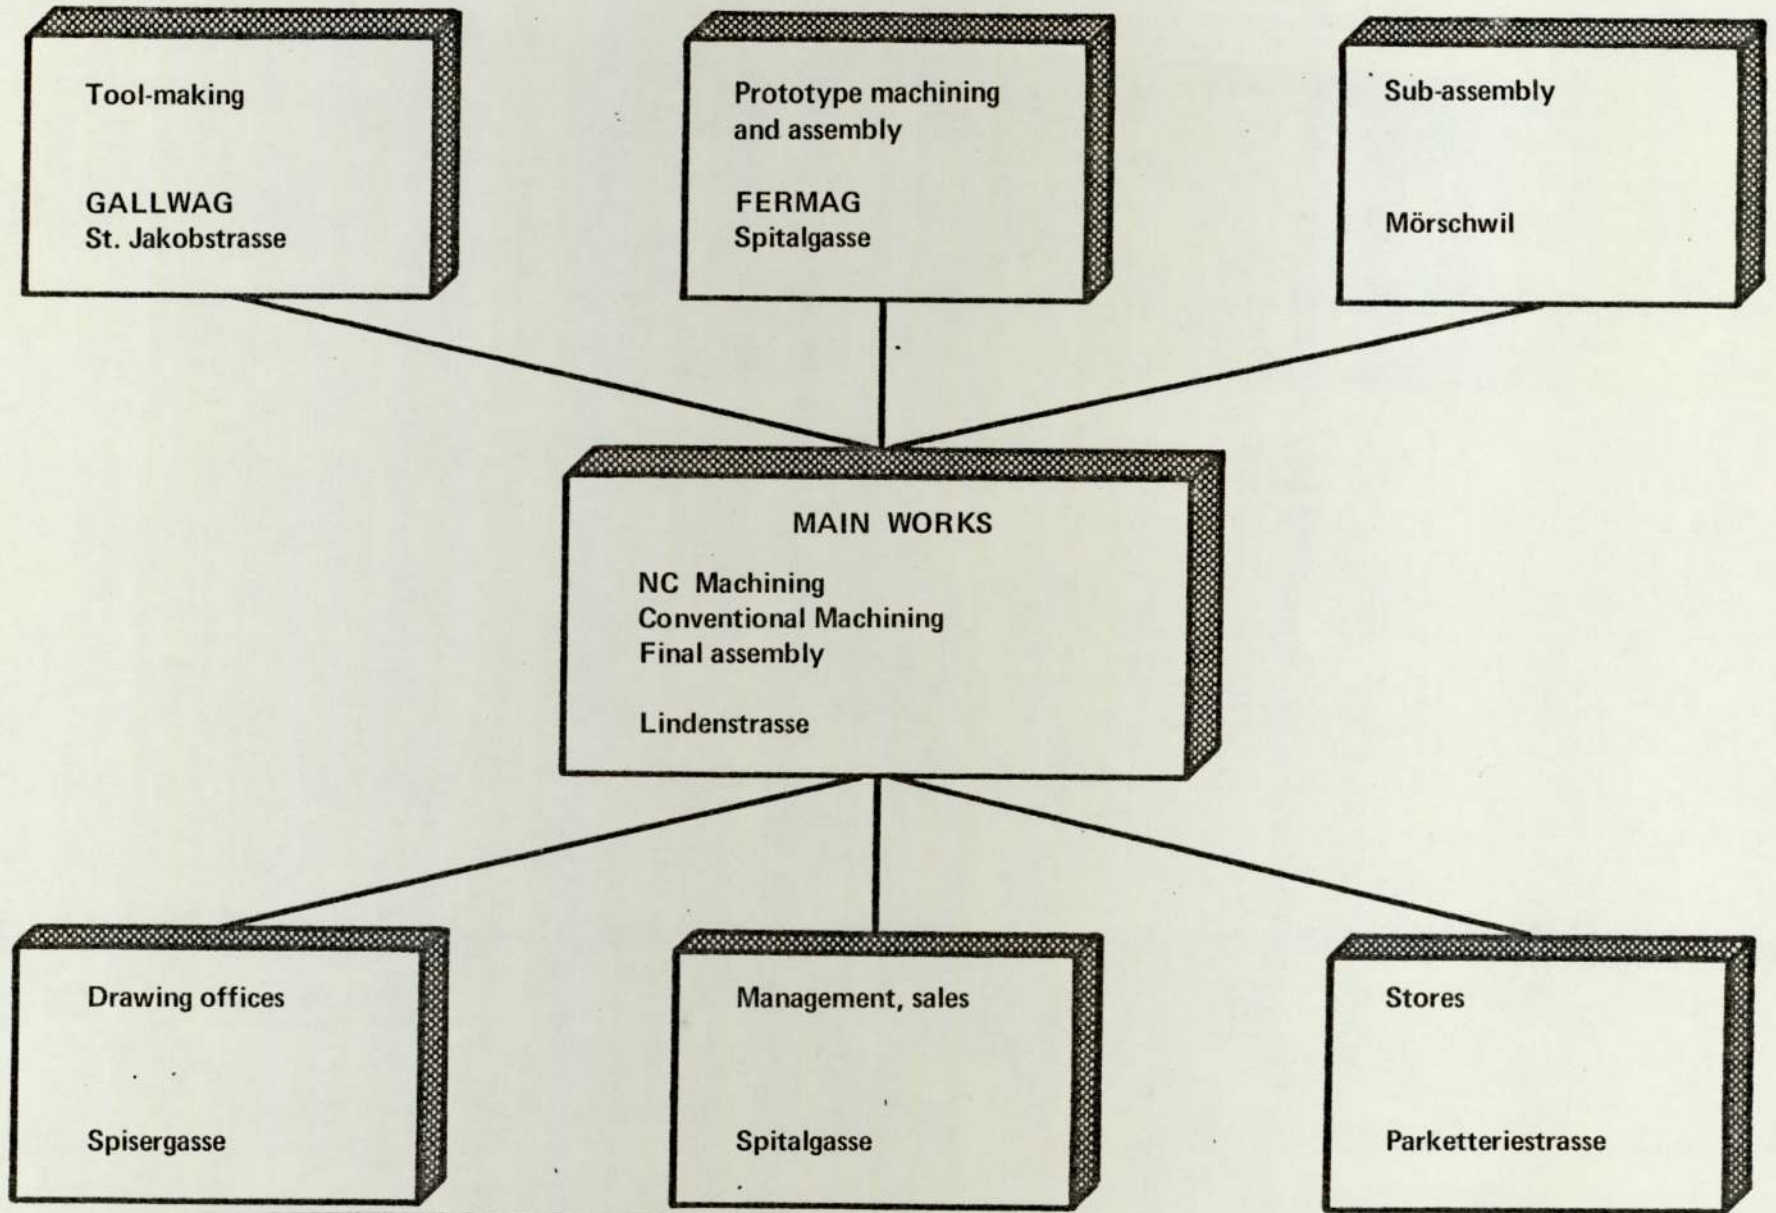 Tool-making
GALLWAG
St. Jakobstrasse
Prototype machining
and assembly
FERMAG
Spitalgasse
Sub-assembly
Mörschwil
MAIN WORKS
NC Machining
Conventional Machining
Final assembly
Lindenstrasse
Drawing offices
Spisergasse
Management, sales
Spitalgasse
Stores
Parketteriestrasse